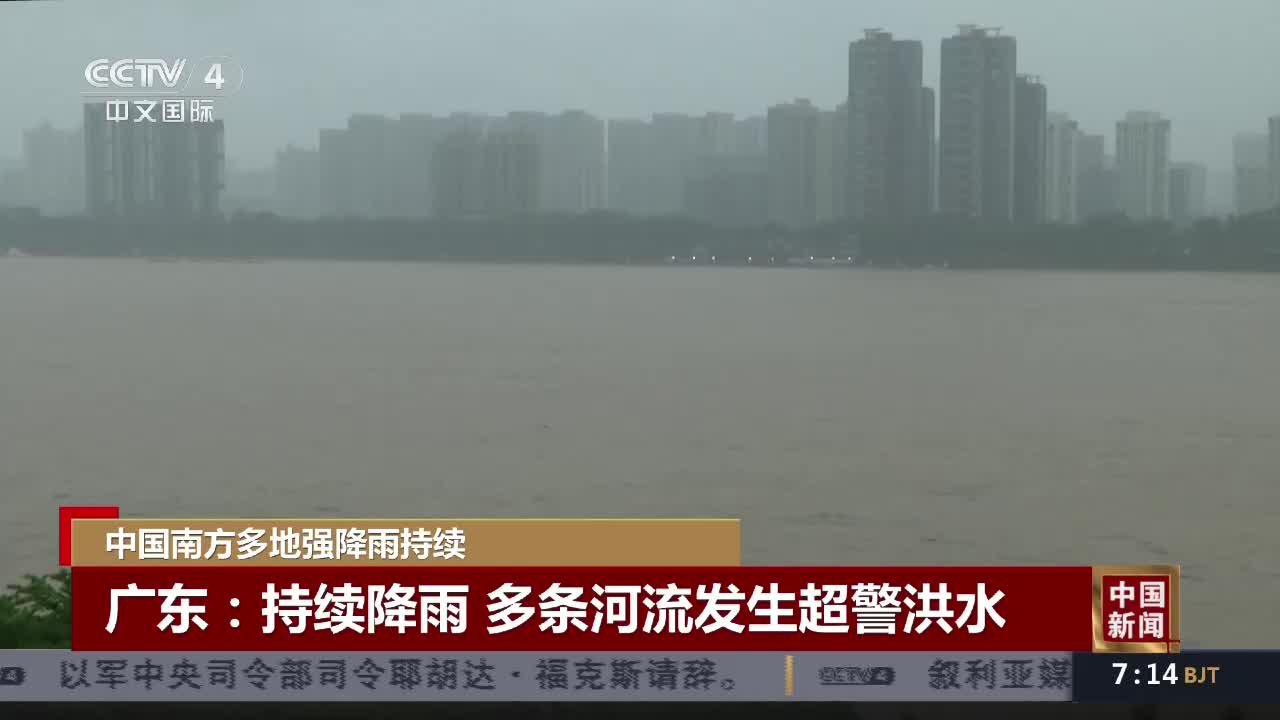 CCTV 4
中文国际
中国南方多地强降雨持续
广东：持续降雨 多条河流发生超警洪水
中国
新闻
以军中央司令部司令耶胡达·福克斯请辞。 CCTV 4 叙利亚媒
7:14 BJT